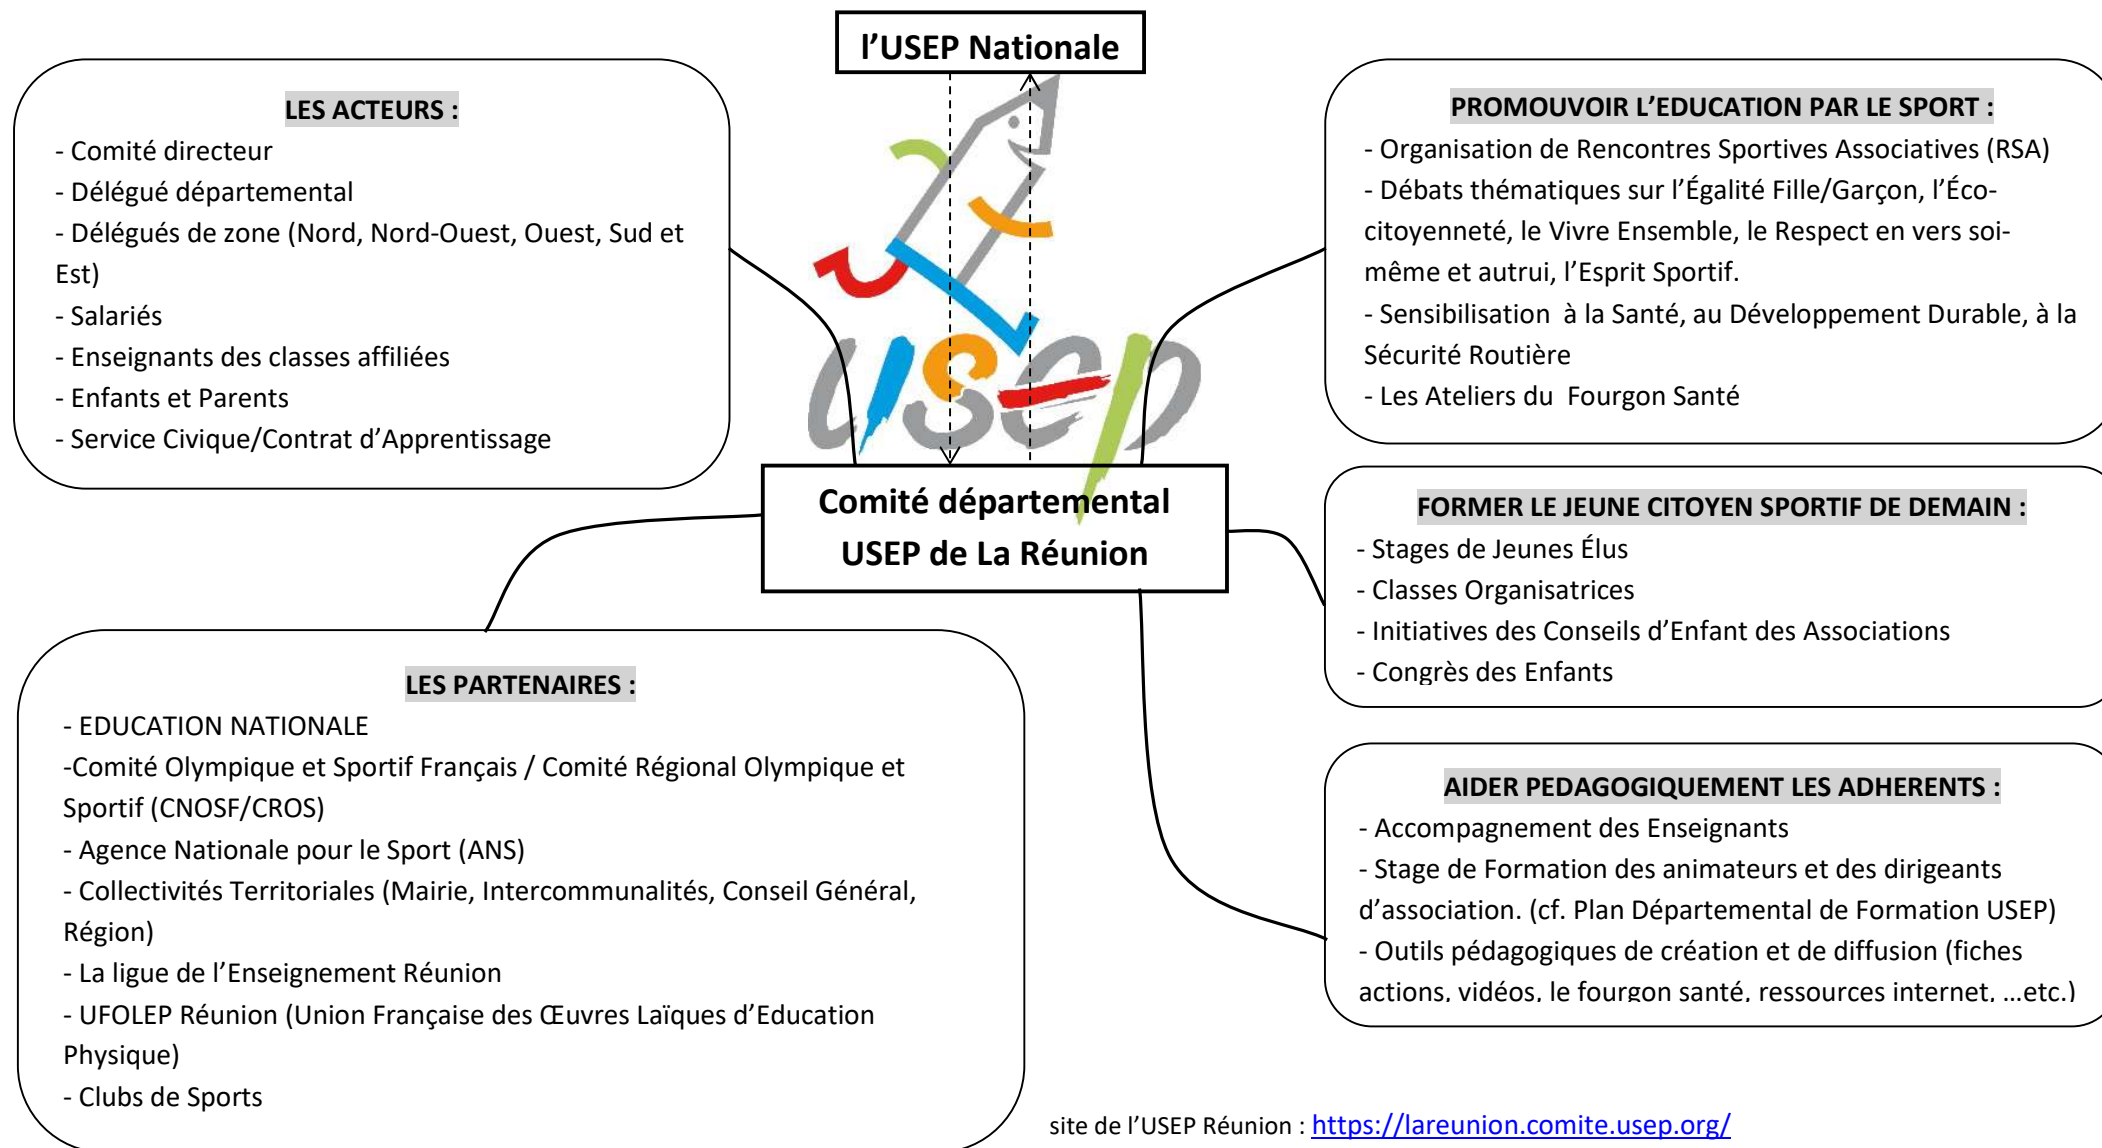 l’USEP Nationale
LES ACTEURS :
- Comité directeur
- Délégué départemental
- Délégués de zone (Nord, Nord-Ouest, Ouest, Sud et
Est)
- Salariés
- Enseignants des classes affiliées
- Enfants et Parents
- Service Civique/Contrat d’Apprentissage
PROMOUVOIR L’EDUCATION PAR LE SPORT :
- Organisation de Rencontres Sportives Associatives (RSA)
- Débats thématiques sur l’Égalité Fille/Garçon, l’Éco-
citoyenneté, le Vivre Ensemble, le Respect en vers soi-
même et autrui, l’Esprit Sportif.
- Sensibilisation  à la Santé, au Développement Durable, à la
Sécurité Routière
- Les Ateliers du  Fourgon Santé
usep
Comité départemental
USEP de La Réunion
FORMER LE JEUNE CITOYEN SPORTIF DE DEMAIN :
- Stages de Jeunes Élus
- Classes Organisatrices
- Initiatives des Conseils d’Enfant des Associations
- Congrès des Enfants
LES PARTENAIRES :
- EDUCATION NATIONALE
-Comité Olympique et Sportif Français / Comité Régional Olympique et
Sportif (CNOSF/CROS)
- Agence Nationale pour le Sport (ANS)
- Collectivités Territoriales (Mairie, Intercommunalités, Conseil Général,
Région)
- La ligue de l’Enseignement Réunion
- UFOLEP Réunion (Union Française des Œuvres Laïques d’Education
Physique)
- Clubs de Sports
AIDER PEDAGOGIQUEMENT LES ADHERENTS :
- Accompagnement des Enseignants
- Stage de Formation des animateurs et des dirigeants
d’association. (cf. Plan Départemental de Formation USEP)
- Outils pédagogiques de création et de diffusion (fiches
actions, vidéos, le fourgon santé, ressources internet, …etc.)
site de l’USEP Réunion : https://lareunion.comite.usep.org/